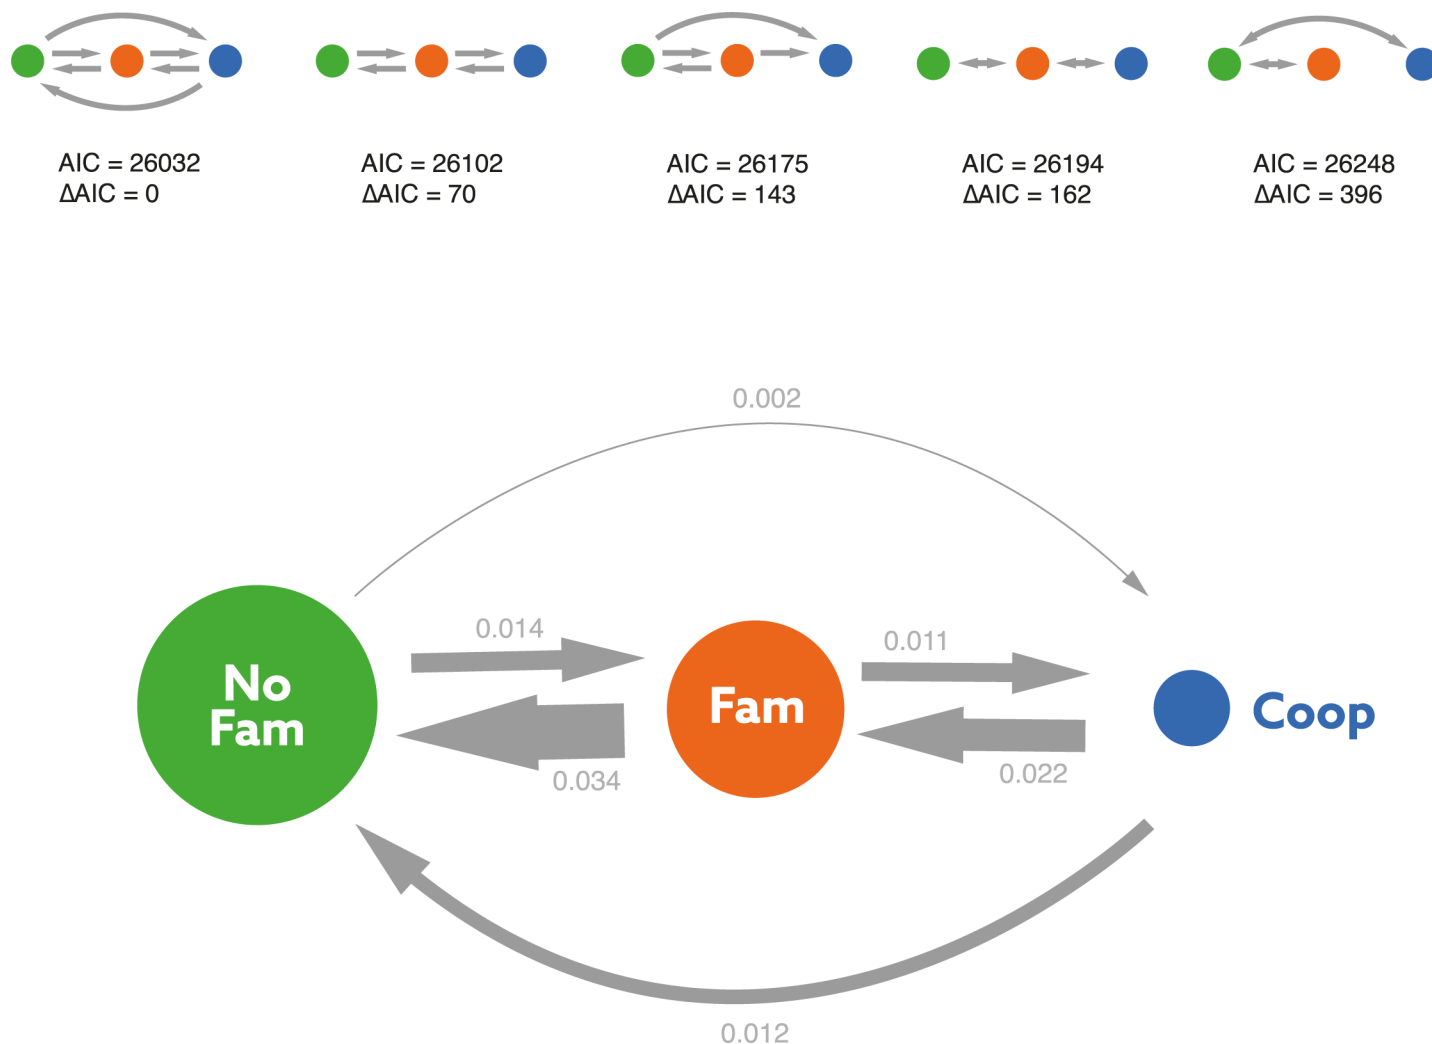 AIC = 26032
ΔAIC = 0
AIC = 26102
ΔAIC = 70
AIC = 26175
ΔAIC = 143
AIC = 26194
ΔAIC = 162
AIC = 26248
ΔAIC = 396
0.002
0.014
0.011
No
Fam
Fam
Coop
0.034
0.022
0.012